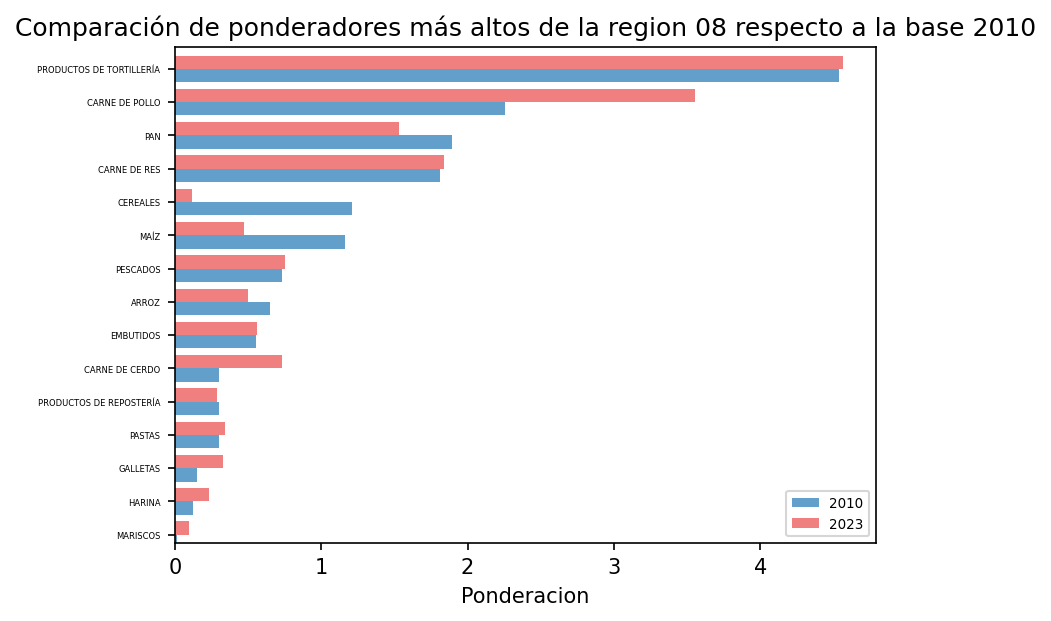 Comparación de ponderadores más altos de la region 08 respecto a la base 2010
PRODUCTOS DE TORTILLERÍA
CARNE DE POLLO
PAN
CARNE DE RES
CEREALES
MAÍZ
PESCADOS
ARROZ
EMBUTIDOS
CARNE DE CERDO
PRODUCTOS DE REPOSTERÍA
PASTAS
GALLETAS
HARINA
MARISCOS
2010
2023
0 1 2 3 4
Ponderacion